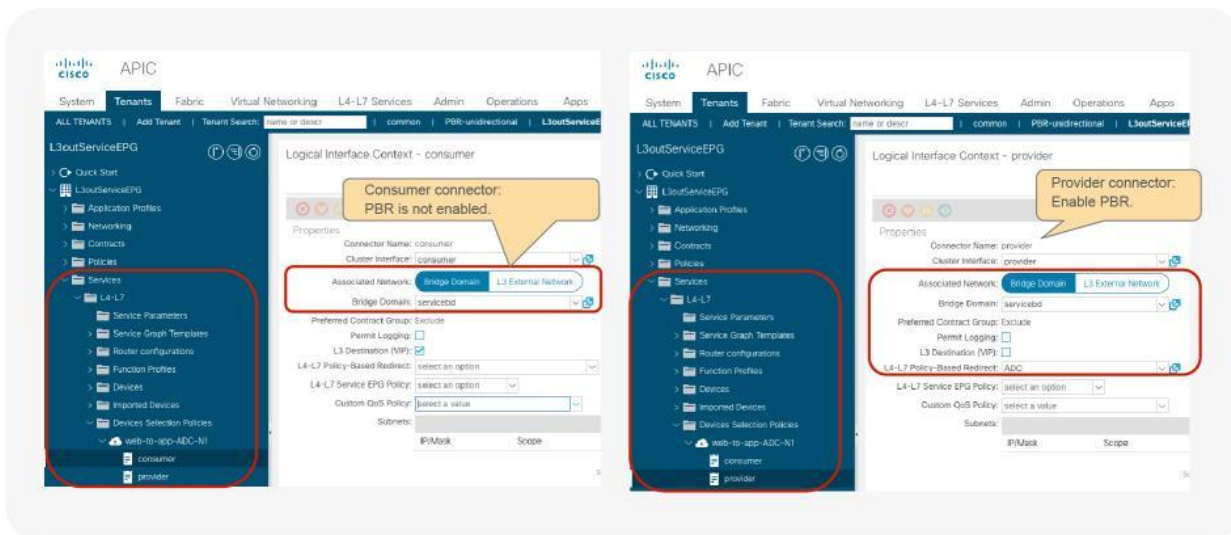 CISCO
APIC
System Tenants Fabric Virtual Networking L4-L7 Services Admin Operations Apps
ALL TENANTS | Add Tenant | Tenant Search: name or descr | common | PBR-unidirectional | L3outServiceE
L3outServiceEPG
Quick Start
L3outServiceEPG
Application Profiles
Networking
Contracts
Policies
Services
L4-L7
Service Parameters
Service Graph Templates
Router configurations
Function Profiles
Devices
Imported Devices
Devices Selection Policies
web-to-app-ADC-N1
consumer
provider
Logical Interface Context - consumer
Consumer connector:
PBR is not enabled.
Properties
Connector Name: consumer
Cluster Interface: consumer
Associated Network: Bridge Domain L3 External Network
Bridge Domain: servicebd
Preferred Contract Group: Exclude
Permit Logging:
L3 Destination (VIP):
L4-L7 Policy-Based Redirect: select an option
L4-L7 Service EPG Policy: select an option
Custom QoS Policy: select a value
Subnets:
IP/Mask Scope
CISCO
APIC
System Tenants Fabric Virtual Networking L4-L7 Services Admin Operations Apps
ALL TENANTS | Add Tenant | Tenant Search: name or descr | common | PBR-unidirectional | L3outServiceEP
L3outServiceEPG
Quick Start
L3outServiceEPG
Application Profiles
Networking
Contracts
Policies
Services
L4-L7
Service Parameters
Service Graph Templates
Router configurations
Function Profiles
Devices
Imported Devices
Devices Selection Policies
web-to-app-ADC-N1
consumer
provider
Logical Interface Context - provider
Provider connector:
Enable PBR.
Properties
Connector Name: provider
Cluster Interface: provider
Associated Network: Bridge Domain L3 External Network
Bridge Domain: servicebd
Preferred Contract Group: Exclude
Permit Logging:
L3 Destination (VIP):
L4-L7 Policy-Based Redirect: ADC
L4-L7 Service EPG Policy: select an option
Custom QoS Policy: select a value
Subnets:
IP/Mask Scope